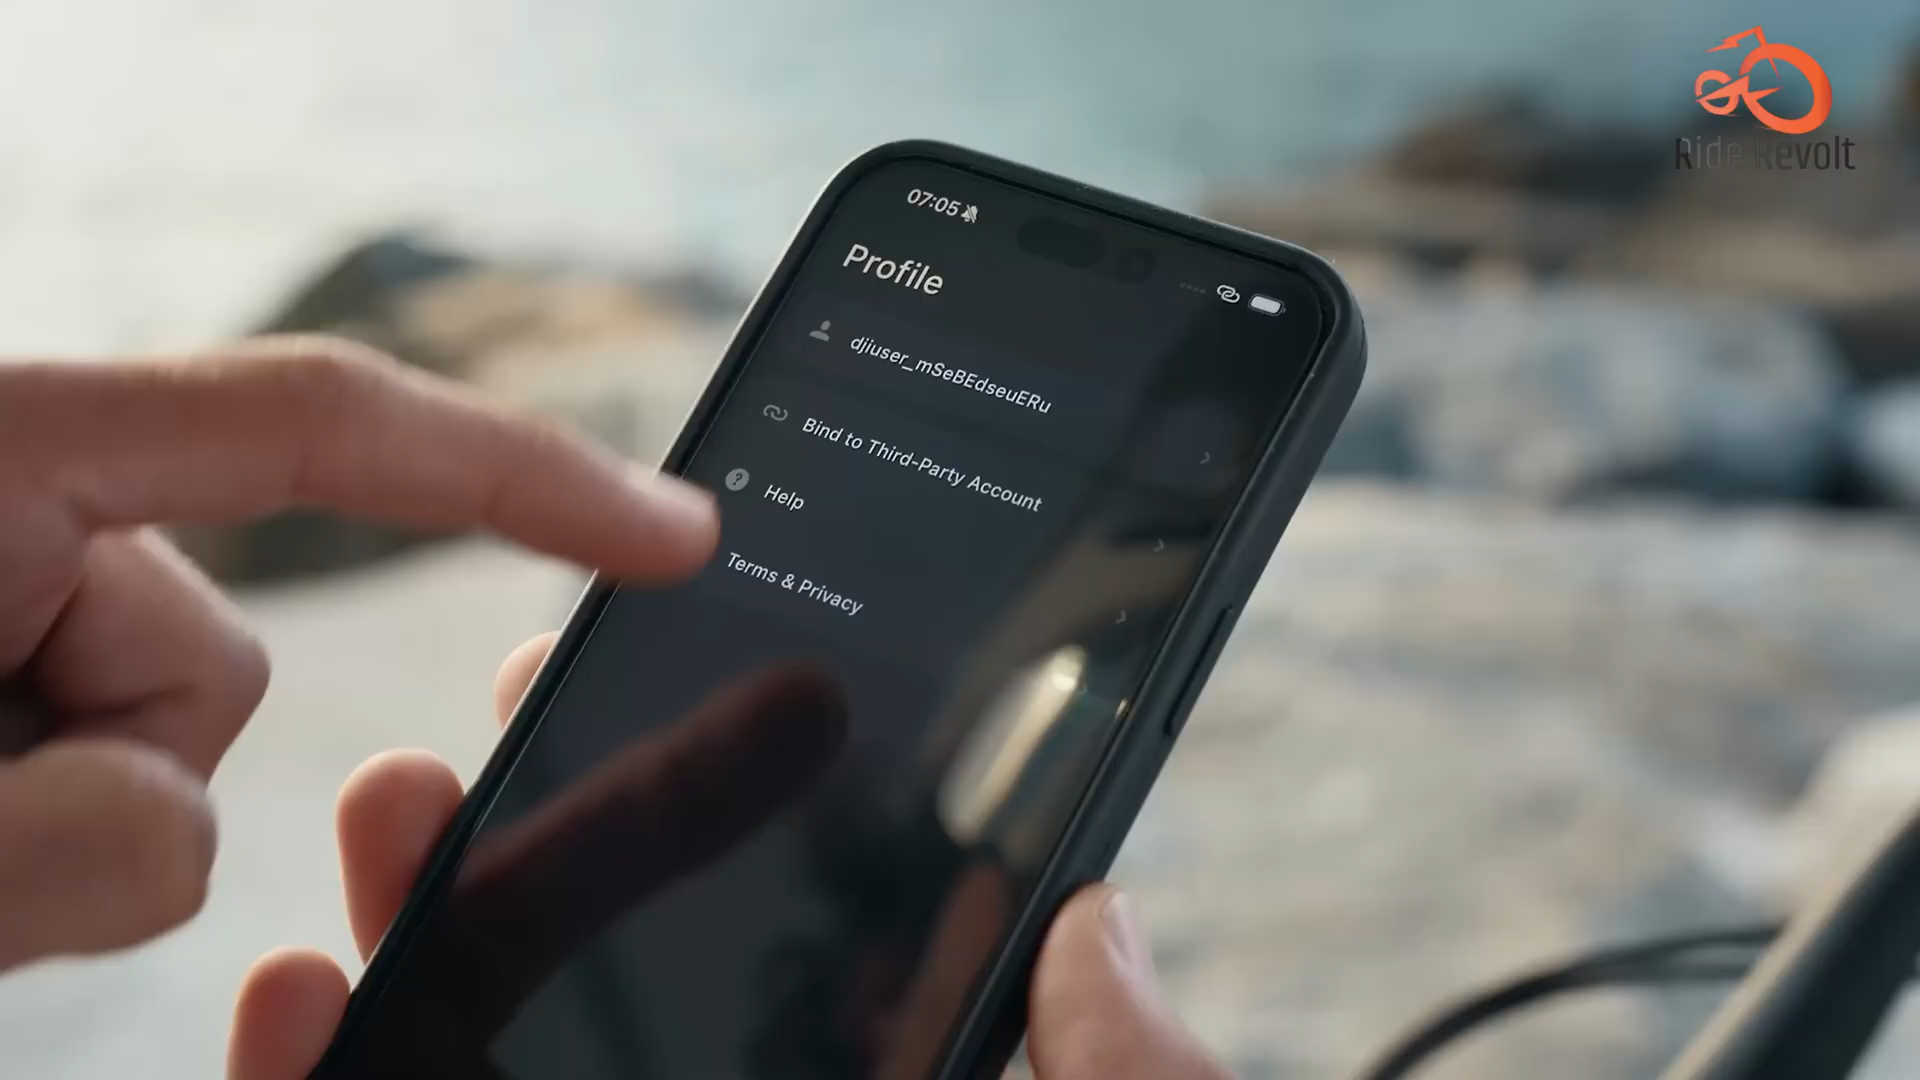 Ride Revolt
07:05
Profile
djiuser_mSeBEdseuERu
Bind to Third-Party Account
? Help
Terms & Privacy